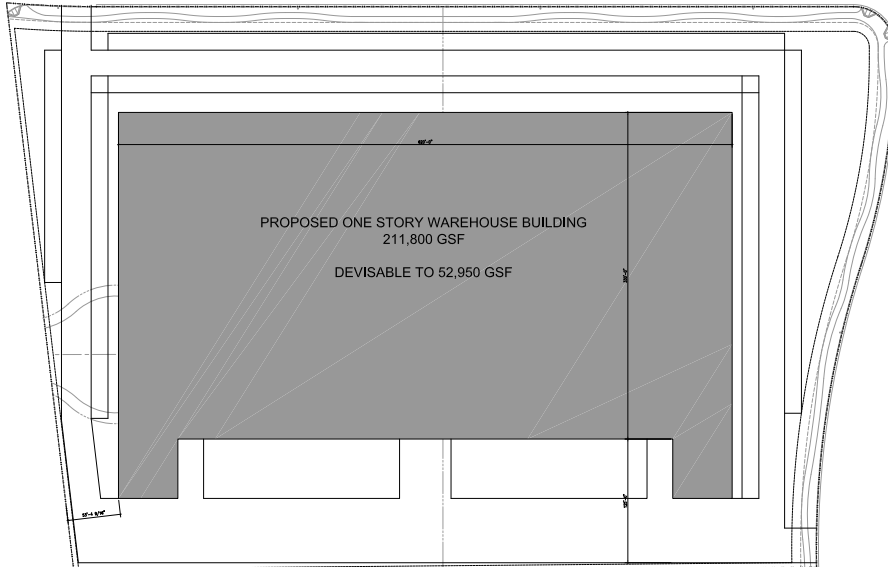 PROPOSED ONE STORY WAREHOUSE BUILDING
211,800 GSF
DEVISABLE TO 52,950 GSF